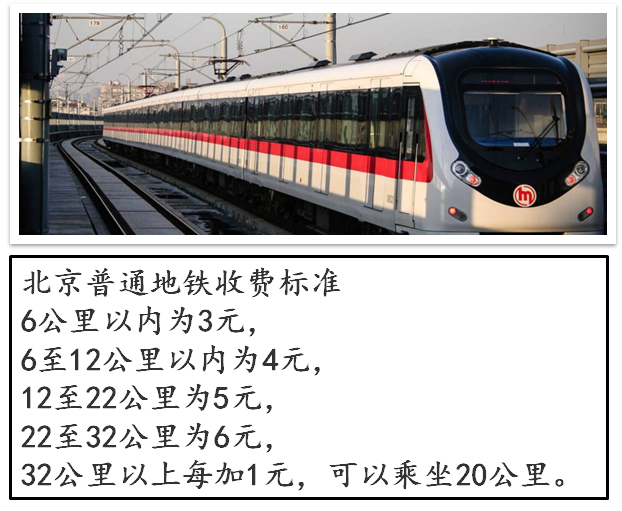 北京普通地铁收费标准
6公里以内为3元，
6至12公里以内为4元，
12至22公里为5元，
22至32公里为6元，
32公里以上每加1元，可以乘坐20公里。